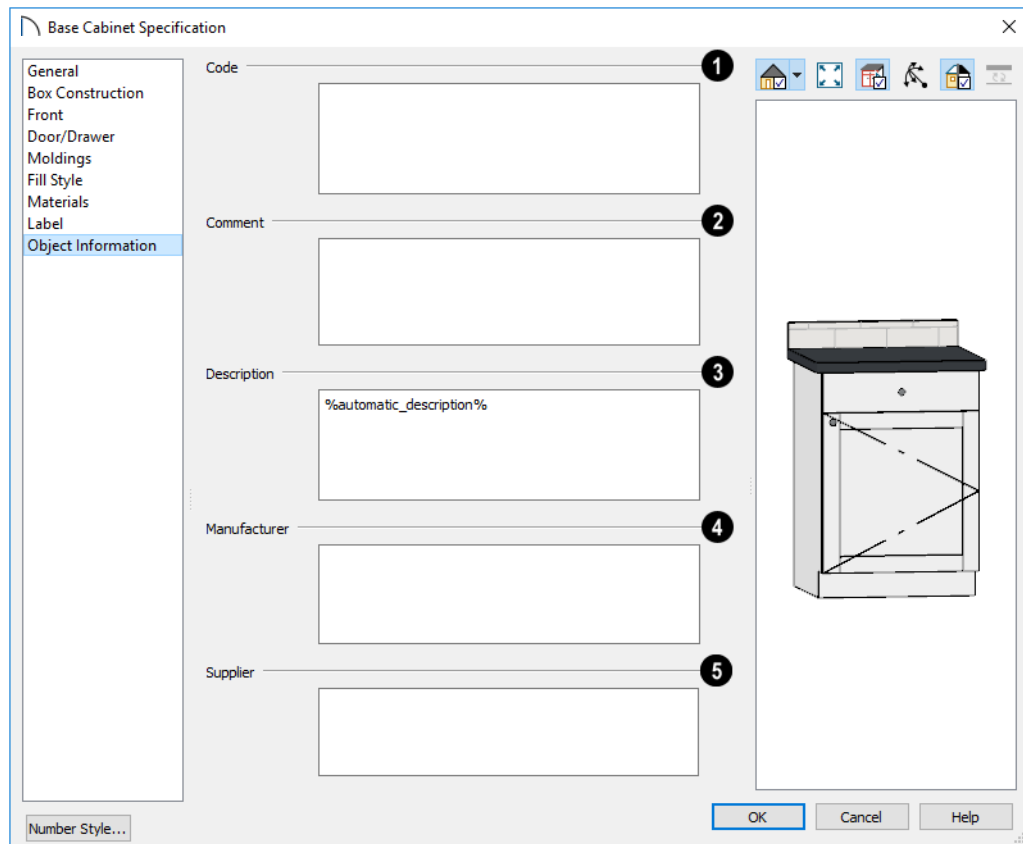 Base Cabinet Specification
General
Box Construction
Front
Door/Drawer
Moldings
Fill Style
Materials
Label
Object Information
Number Style...
Code
1
Comment
2
Description
3
%automatic_description%
Manufacturer
4
Supplier
5
OK
Cancel
Help